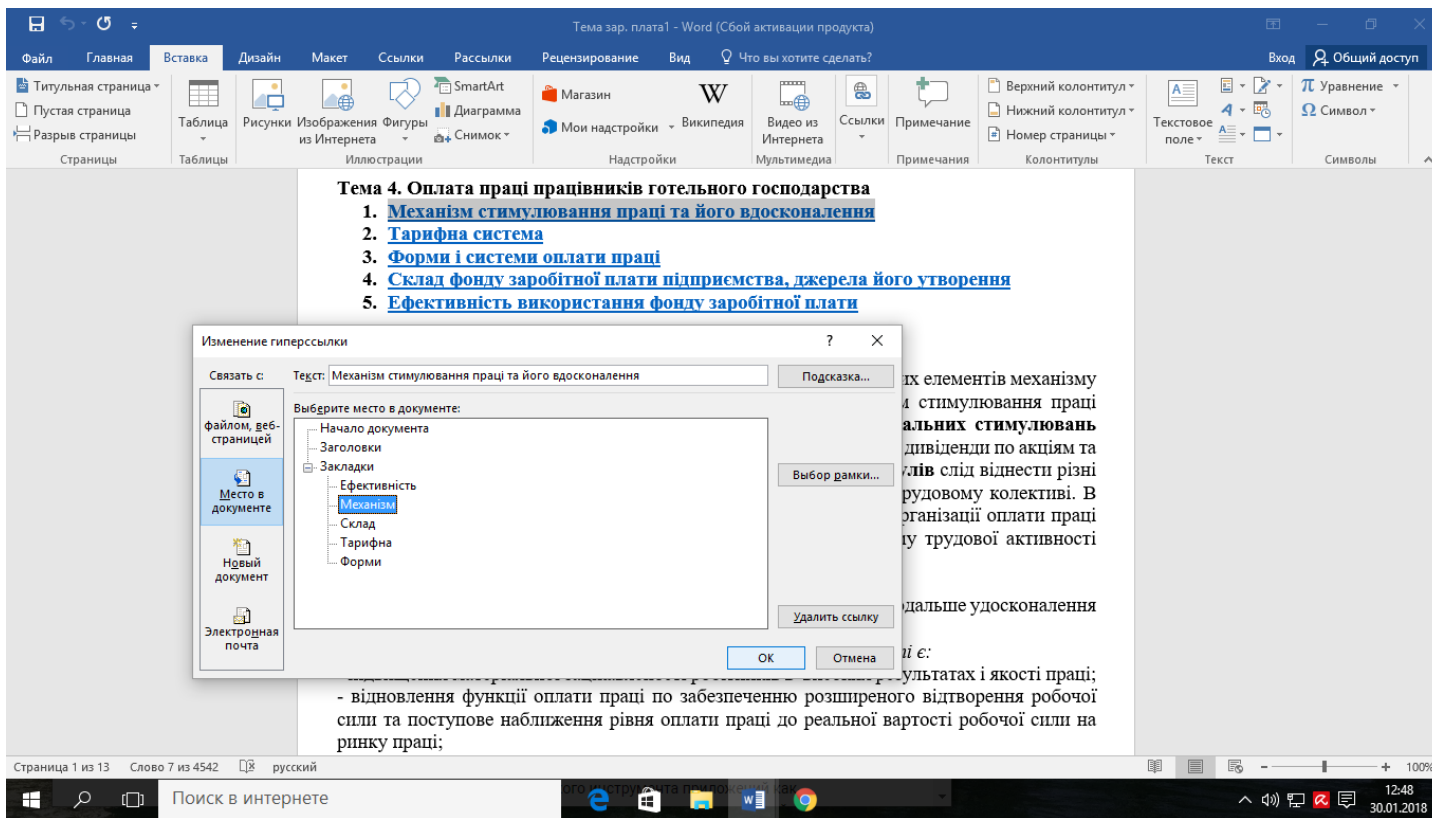 Тема зар. плата1 - Word (Сбой активации продукта)
Файл Главная Вставка Дизайн Макет Ссылки Рассылки Рецензирование Вид Что вы хотите сделать? Вход Общий доступ
Титульная страница
Пустая страница
Разрыв страницы
Страницы
Таблица
Таблицы
Рисунки
Изображения из Интернета
Фигуры
SmartArt
Диаграмма
Снимок
Иллюстрации
Магазин
Мои надстройки
W
Википедия
Надстройки
Видео из Интернета
Мультимедиа
Ссылки
Примечание
Примечания
Верхний колонтитул
Нижний колонтитул
Номер страницы
Колонтитулы
Текстовое поле
Текст
π Уравнение
Ω Символ
Символы
Тема 4. Оплата праці працівників готельного господарства
1. Механізм стимулювання праці та його вдосконалення
2. Тарифна система
3. Форми і системи оплати праці
4. Склад фонду заробітної плати підприємства, джерела його утворення
5. Ефективність використання фонду заробітної плати
Изменение гиперссылки ? ×
Связать с:
Текст: Механізм стимулювання праці та його вдосконалення
Подсказка...
файлом, веб-страницей
Место в документе
Новый документ
Электронная почта
Выберите место в документе:
Начало документа
Заголовки
Закладки
Ефективність
Механізм
Склад
Тарифна
Форми
Выбор рамки...
Удалить ссылку
ОК Отмена
елементів механізму
стимулювання праці
стимулювань
дивіденди по акціям та
слід віднести різні
колективі. В
оплати праці
трудової активності
удосконалення
є:
і якості праці;
- відновлення функції оплати праці по забезпеченню розширеного відтворення робочої
сили та поступове наближення рівня оплати праці до реальної вартості робочої сили на
ринку праці;
Страница 1 из 13 Слово 7 из 4542 русский 100%
Поиск в интернете
12:48
30.01.2018